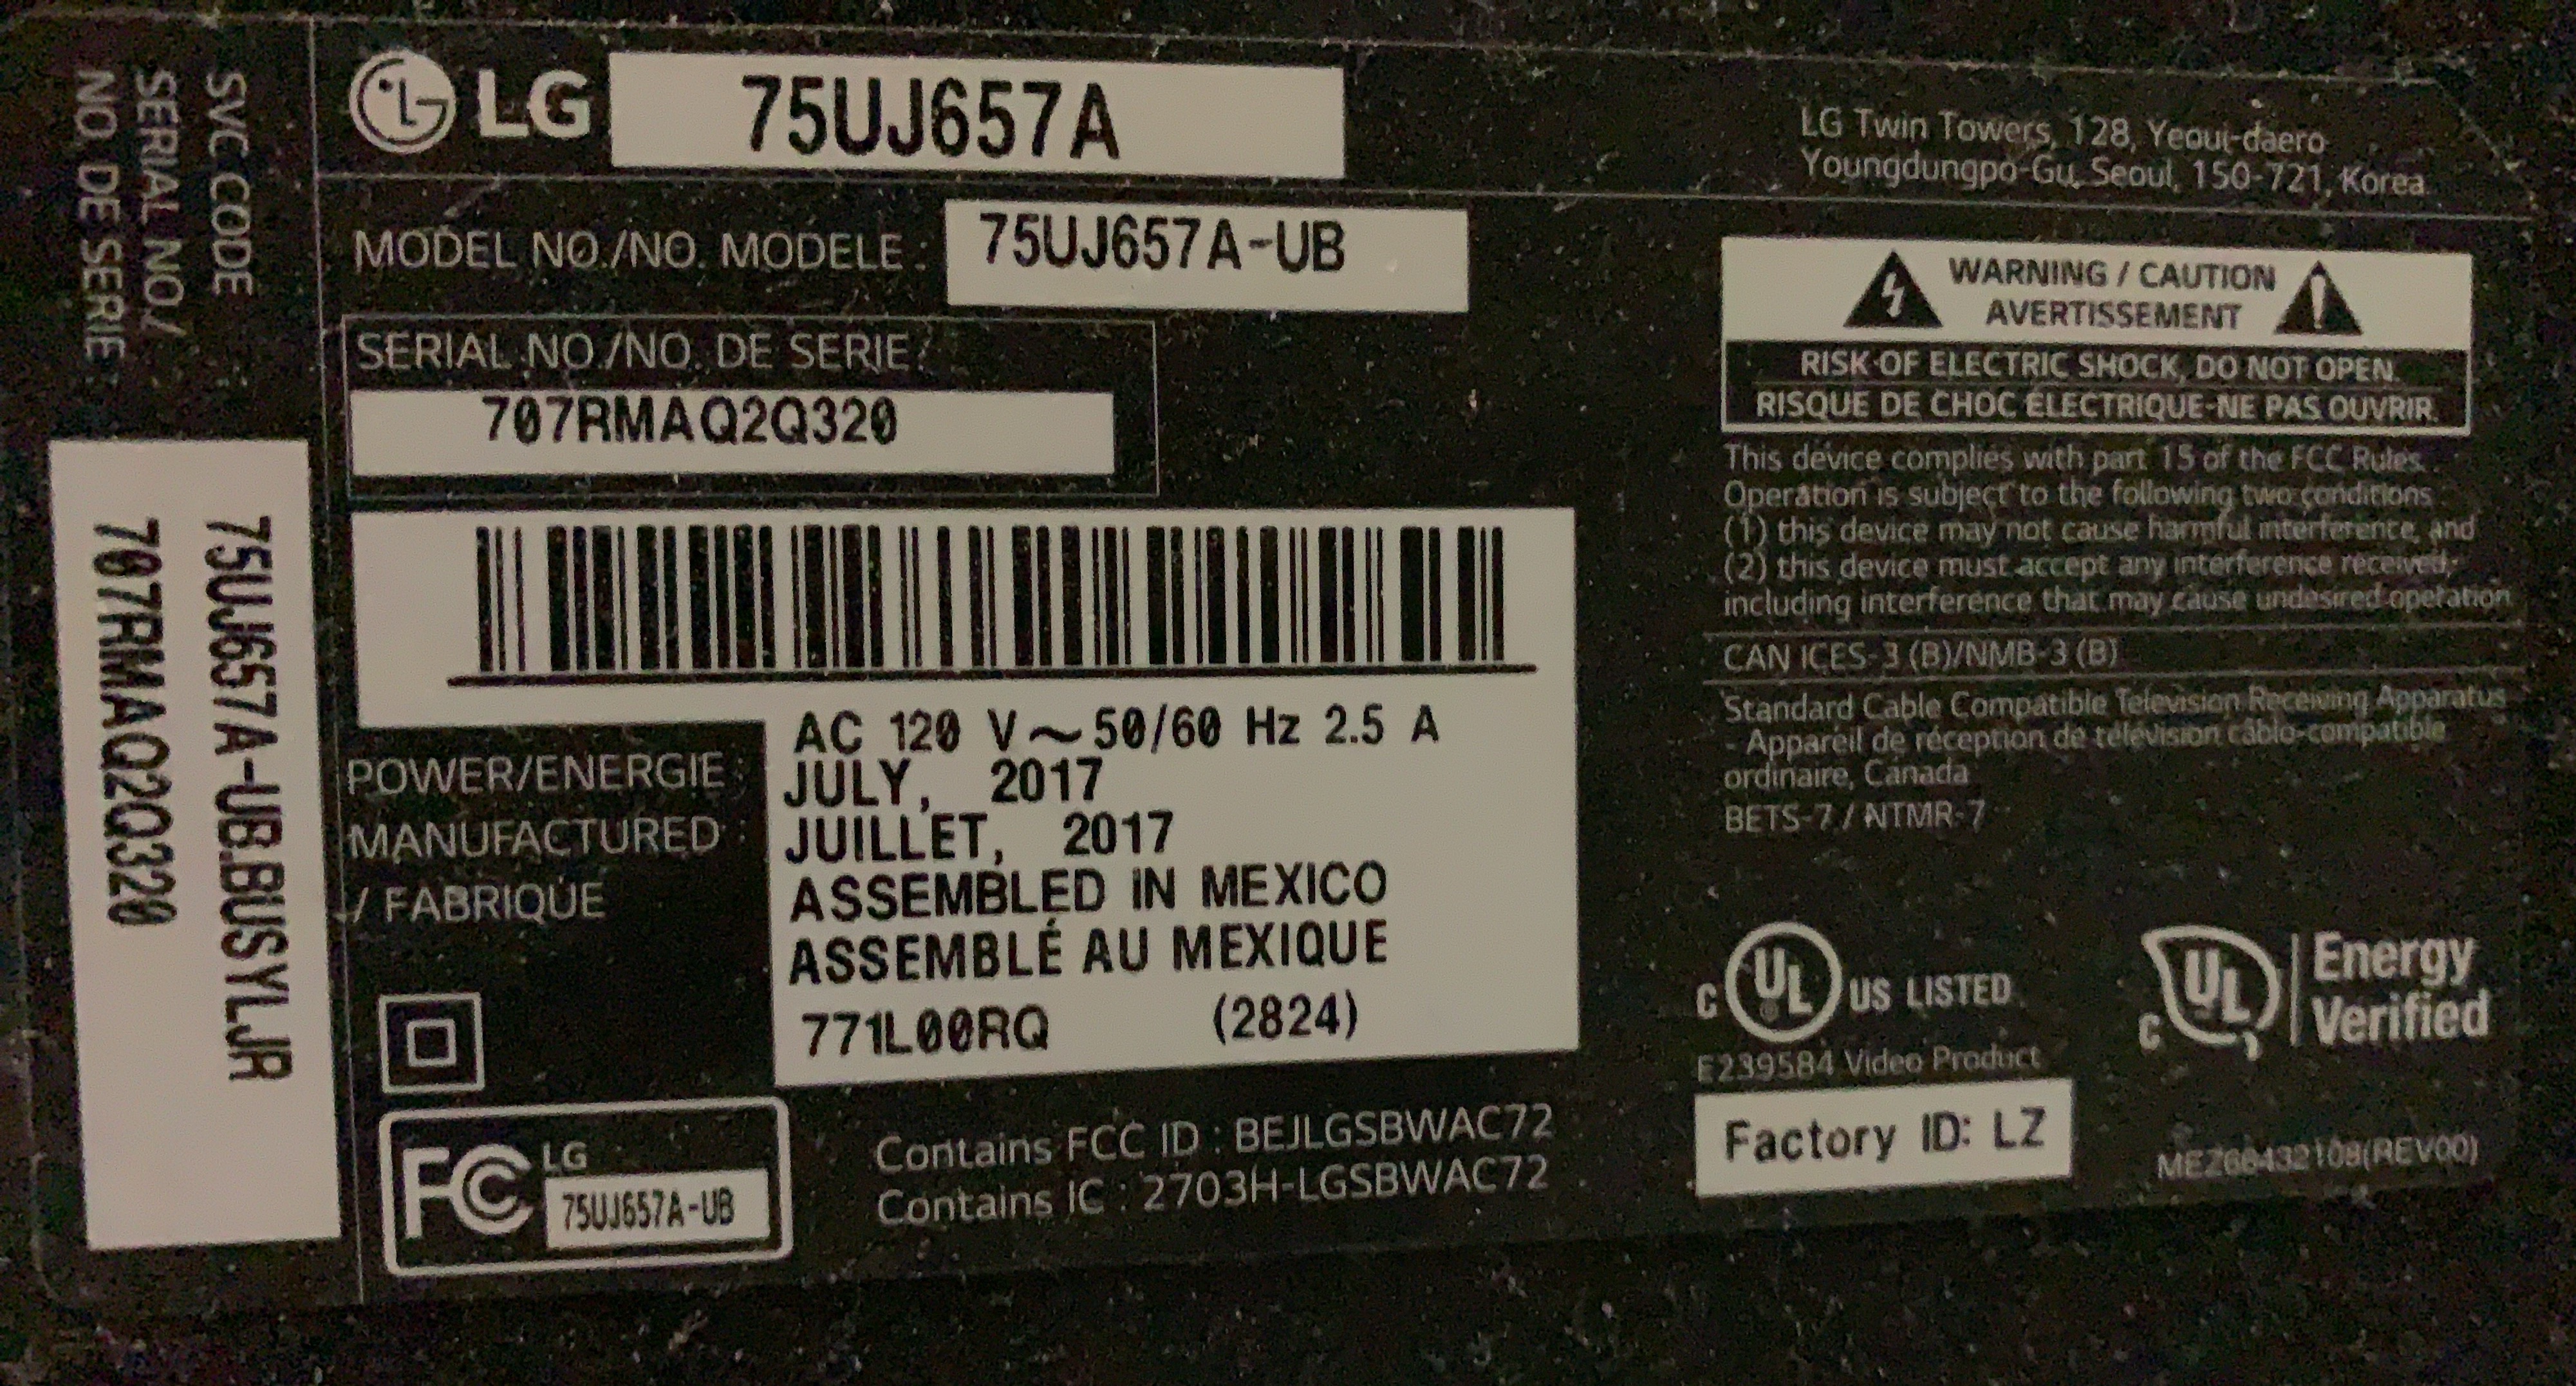 SVC CODE
SERIAL NO./
NO. DE SERIE:
75UJ657A-UB.BUSYLJR
707RMAQ2Q320
LG 75UJ657A
LG Twin Towers, 128, Yeoui-daero
Youngdungpo-Gu, Seoul, 150-721, Korea
MODEL NO./NO. MODELE : 75UJ657A-UB
SERIAL NO./NO. DE SERIE:
707RMAQ2Q320
POWER/ENERGIE : AC 120 V~50/60 Hz 2.5 A
MANUFACTURED : JULY, 2017
/ FABRIQUE JUILLET, 2017
ASSEMBLED IN MEXICO
ASSEMBLÉ AU MEXIQUE
771L00RQ (2824)
FC LG
75UJ657A-UB
Contains FCC ID : BEJLGSBWAC72
Contains IC : 2703H-LGSBWAC72
WARNING / CAUTION
AVERTISSEMENT
RISK OF ELECTRIC SHOCK, DO NOT OPEN.
RISQUE DE CHOC ÉLECTRIQUE-NE PAS OUVRIR.
This device complies with part 15 of the FCC Rules.
Operation is subject to the following two conditions:
(1) this device may not cause harmful interference, and
(2) this device must accept any interference received,
including interference that may cause undesired operation.
CAN ICES-3 (B)/NMB-3 (B)
Standard Cable Compatible Television Receiving Apparatus
- Appareil de réception de télévision câblo-compatible
ordinaire, Canada
BETS-7 / NTMR-7
C UL US LISTED
E239584 Video Product
Factory ID: LZ
C UL Energy
Verified
MEZ66432108(REV00)